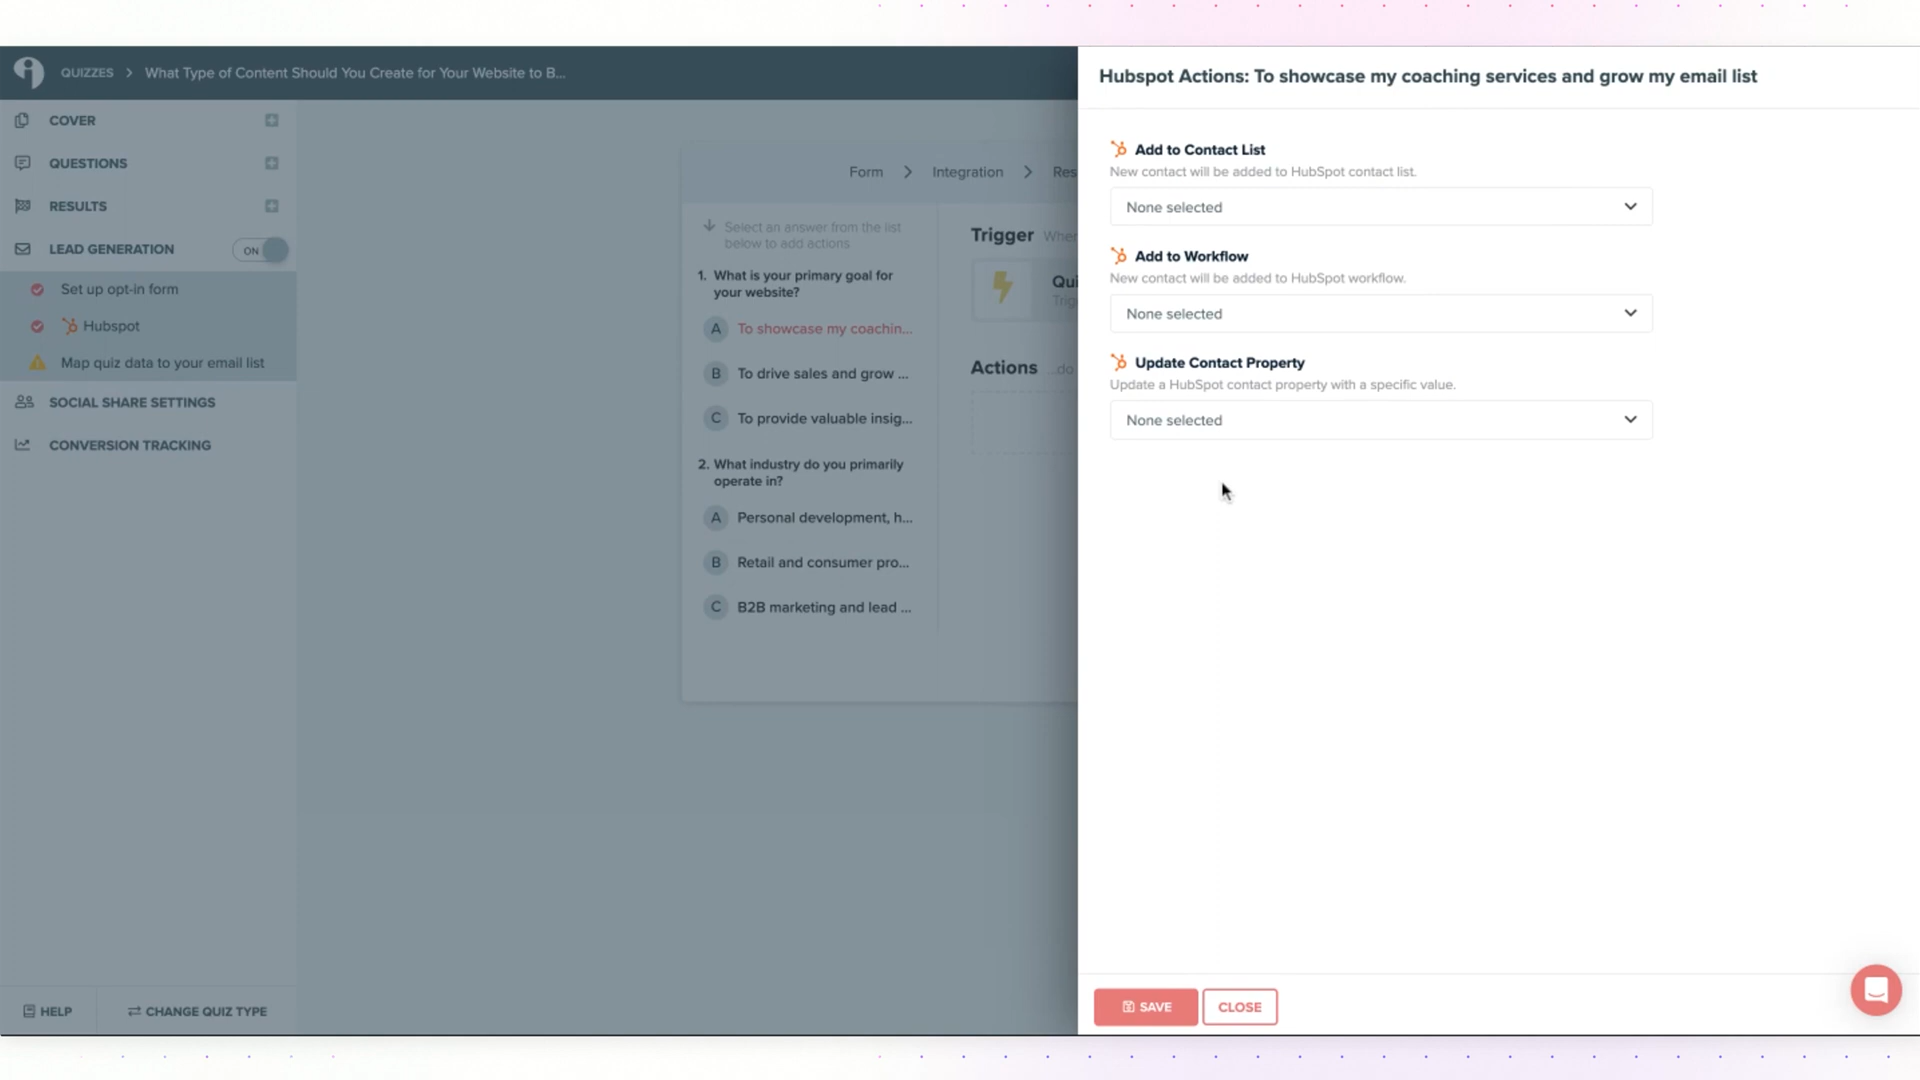 QUIZZES > What Type of Content Should You Create for Your Website to B...
COVER
QUESTIONS
RESULTS
LEAD GENERATION ON
Set up opt-in form
Hubspot
Map quiz data to your email list
SOCIAL SHARE SETTINGS
CONVERSION TRACKING
HELP
CHANGE QUIZ TYPE
Form > Integration > Res
Select an answer from the list
below to add actions
1. What is your primary goal for
your website?
A To showcase my coachin...
B To drive sales and grow ...
C To provide valuable insig...
2. What industry do you primarily
operate in?
A Personal development, h...
B Retail and consumer pro...
C B2B marketing and lead ...
Trigger Wher
Qui
Trig
Actions ...do
Hubspot Actions: To showcase my coaching services and grow my email list
Add to Contact List
New contact will be added to HubSpot contact list.
None selected
Add to Workflow
New contact will be added to HubSpot workflow.
None selected
Update Contact Property
Update a HubSpot contact property with a specific value.
None selected
SAVE
CLOSE